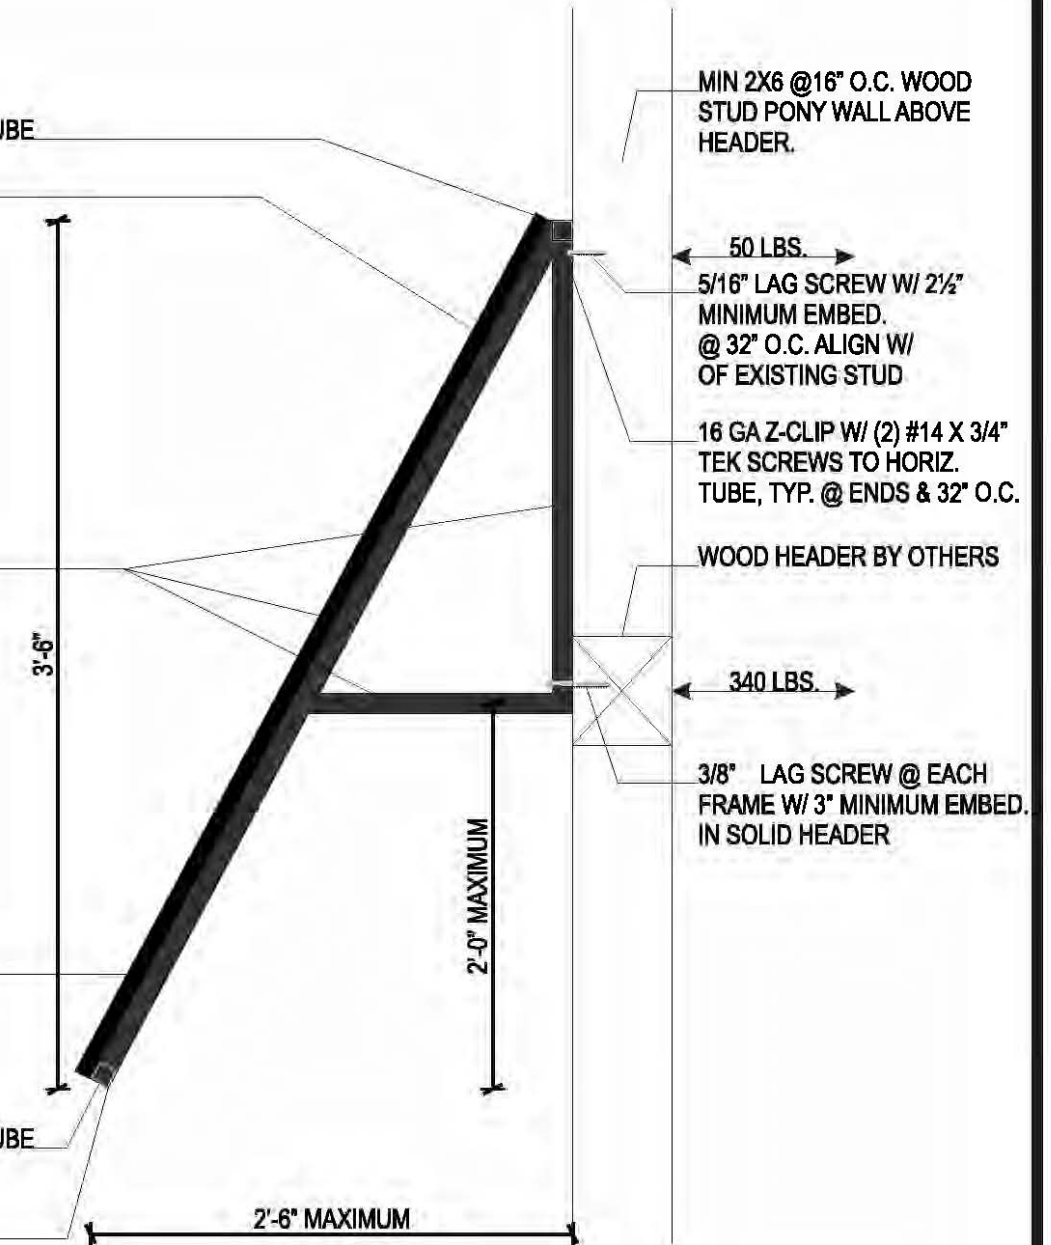 MIN 2X6 @16" O.C. WOOD
STUD PONY WALL ABOVE
HEADER.
UBE
50 LBS.
5/16" LAG SCREW W/ 2½"
MINIMUM EMBED.
@ 32" O.C. ALIGN W/
OF EXISTING STUD
16 GA Z-CLIP W/ (2) #14 X 3/4"
TEK SCREWS TO HORIZ.
TUBE, TYP. @ ENDS & 32" O.C.
WOOD HEADER BY OTHERS
3'-6"
340 LBS.
3/8" LAG SCREW @ EACH
FRAME W/ 3" MINIMUM EMBED.
IN SOLID HEADER
2'-0" MAXIMUM
UBE
2'-6" MAXIMUM